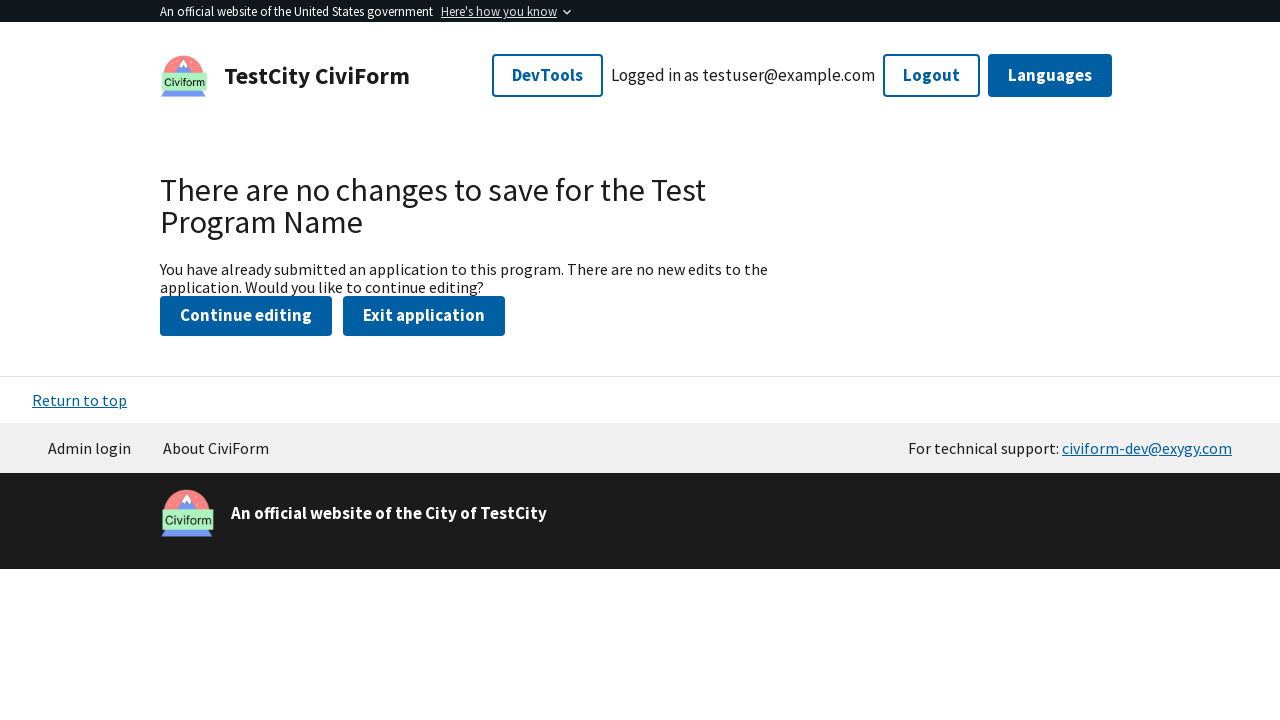 An official website of the United States government Here's how you know
Civiform
TestCity CiviForm
DevTools
Logged in as testuser@example.com
Logout
Languages
There are no changes to save for the Test
Program Name
You have already submitted an application to this program. There are no new edits to the
application. Would you like to continue editing?
Continue editing
Exit application
Return to top
Admin login
About CiviForm
For technical support: civiform-dev@exygy.com
Civiform
An official website of the City of TestCity